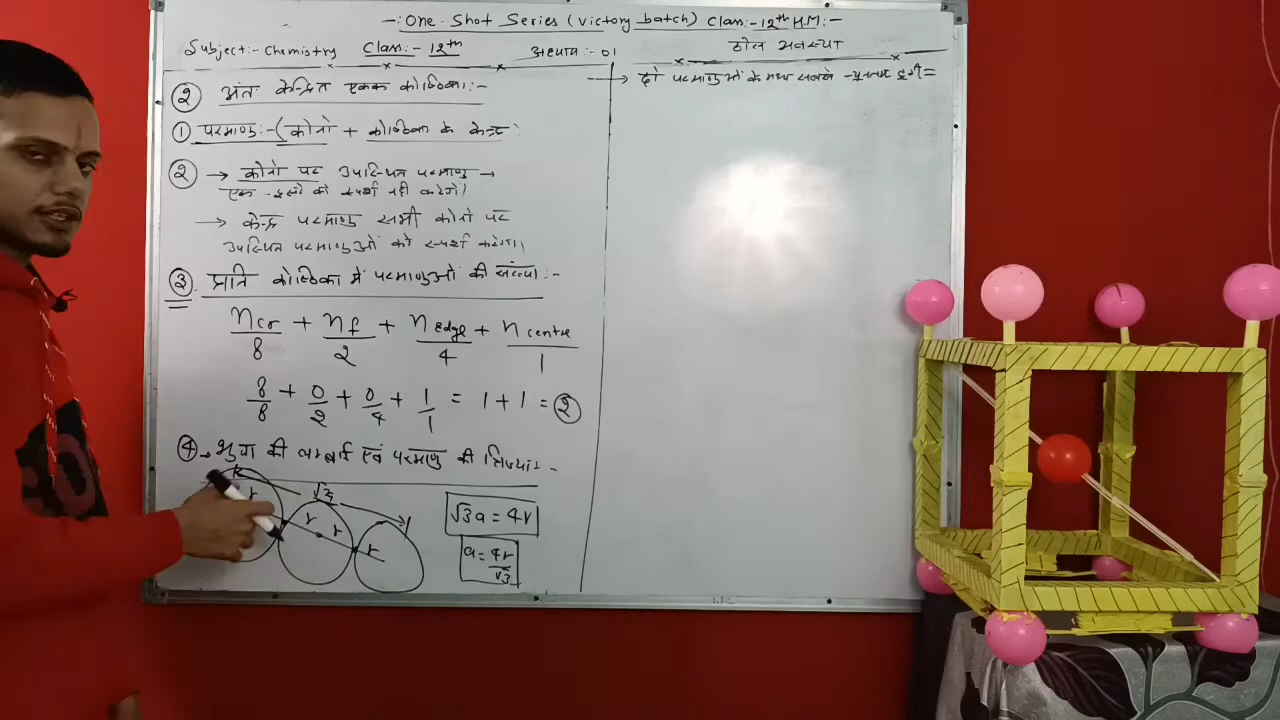 -: One-Shot Series (victory batch) Class:- 12th H.M:-
Subject:- Chemistry Class:- 12th अध्याय:- 01 ठोस अवस्था
② अंतः केन्द्रित एकक कोष्ठिका:-
① परमाणु:- (कोनो + कोष्ठिका के केन्द्र)
② → कोनो पर उपस्थित परमाणु →
एक-दूसरे को स्पर्श नहीं करेगे।
→ केन्द्र परमाणु सभी कोनो पर
उपस्थित परमाणुओं को स्पर्श करेगा।
③. प्रति कोष्ठिका में परमाणुओं की संख्या:-
ncr/8 + nf/2 + n edge/4 + n centre/1
8/8 + 0/2 + 0/4 + 1/1 = 1 + 1 = ②
④ → भुजा की लम्बाई एवं परमाणु की त्रिज्या:-
r r r r
√3a = 4r
a = 4r/√3
→ दो परमाणुओं के मध्य सबसे दूरी =